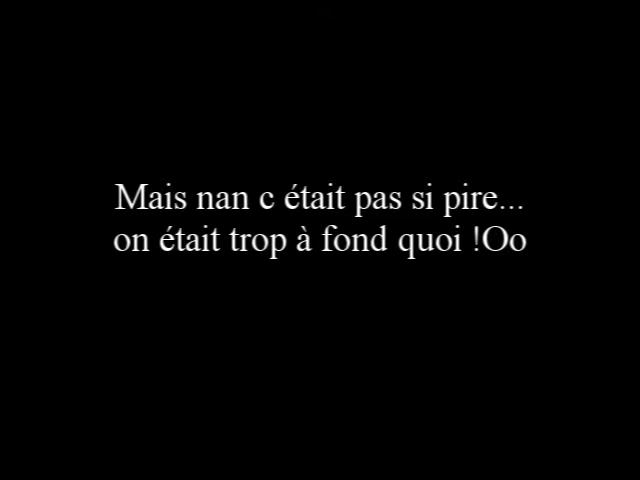 Mais nan c était pas si pire...
on était trop à fond quoi !Oo